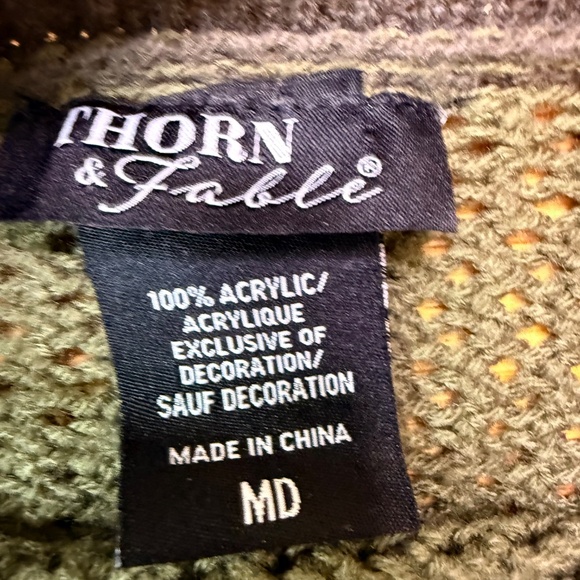 THORN
& Fable®
100% ACRYLIC/
ACRYLIQUE
EXCLUSIVE OF
DECORATION/
SAUF DECORATION
MADE IN CHINA
MD